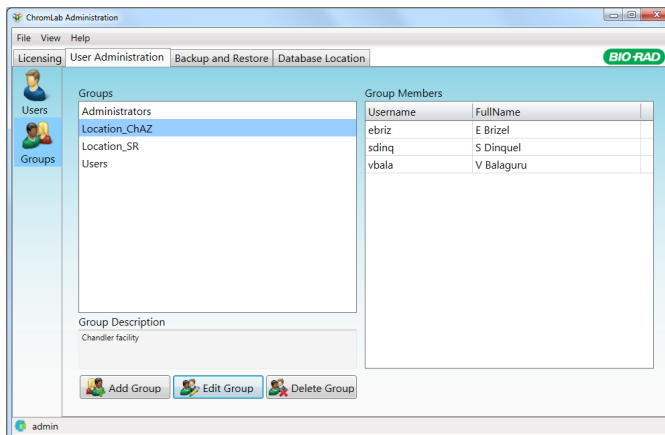 ChromLab Administration
File View Help
Licensing User Administration Backup and Restore Database Location
BIO-RAD
Users
Groups
Groups
Administrators
Location_ChAZ
Location_SR
Users
Group Description
Chandler facility
Add Group Edit Group Delete Group
Group Members
Username FullName
ebriz E Brizel
sdinq S Dinquel
vbala V Balaguru
admin